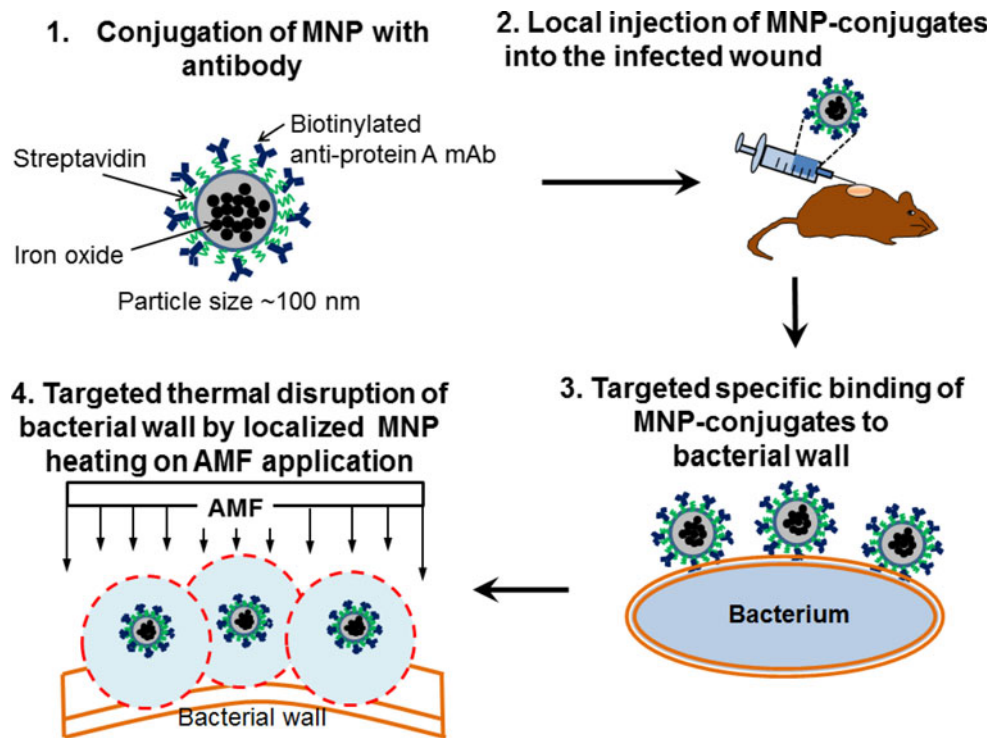 1. Conjugation of MNP with
antibody
Streptavidin
Biotinylated
anti-protein A mAb
Iron oxide
Particle size ~100 nm
2. Local injection of MNP-conjugates
into the infected wound
3. Targeted specific binding of
MNP-conjugates to
bacterial wall
Bacterium
4. Targeted thermal disruption of
bacterial wall by localized MNP
heating on AMF application
AMF
Bacterial wall